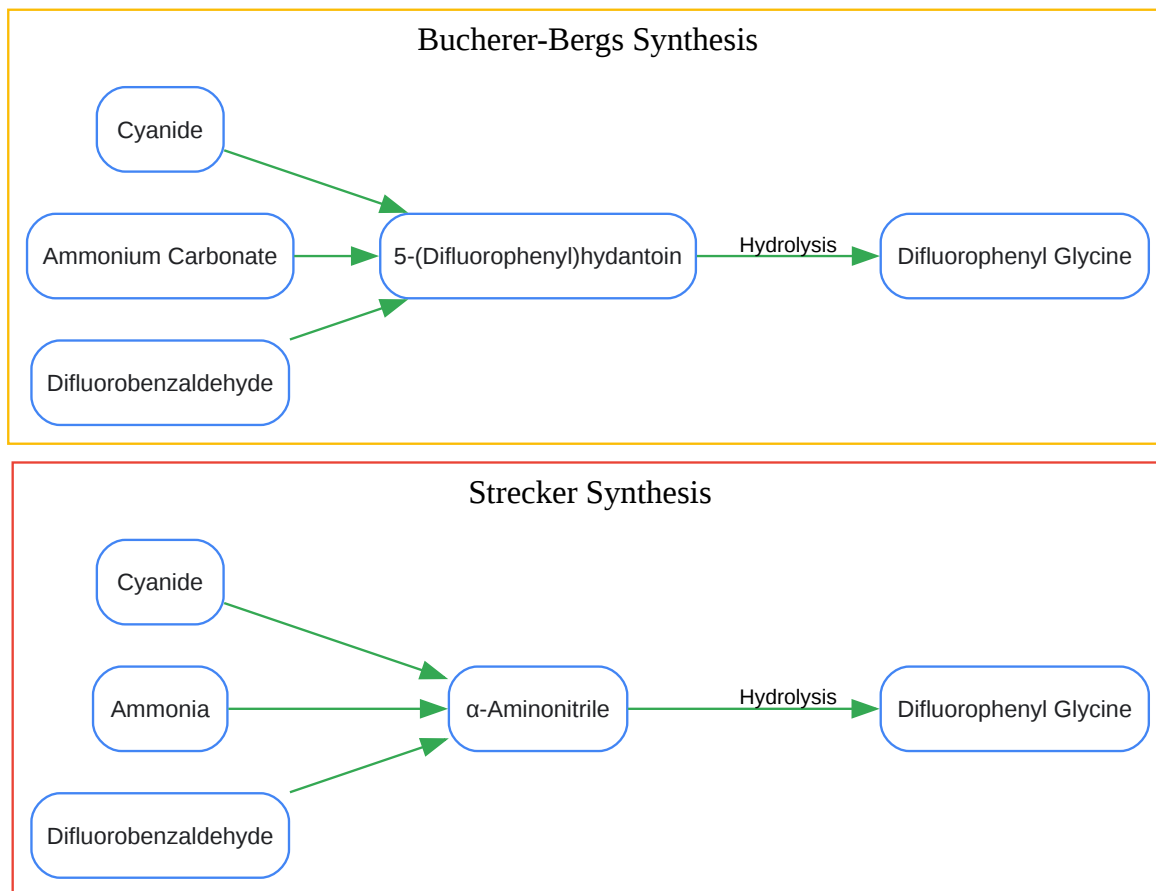 Bucherer-Bergs Synthesis
Cyanide
Ammonium Carbonate
5-(Difluorophenyl)hydantoin
Hydrolysis
Difluorophenyl Glycine
Difluorobenzaldehyde
Strecker Synthesis
Cyanide
Ammonia
α-Aminonitrile
Hydrolysis
Difluorophenyl Glycine
Difluorobenzaldehyde